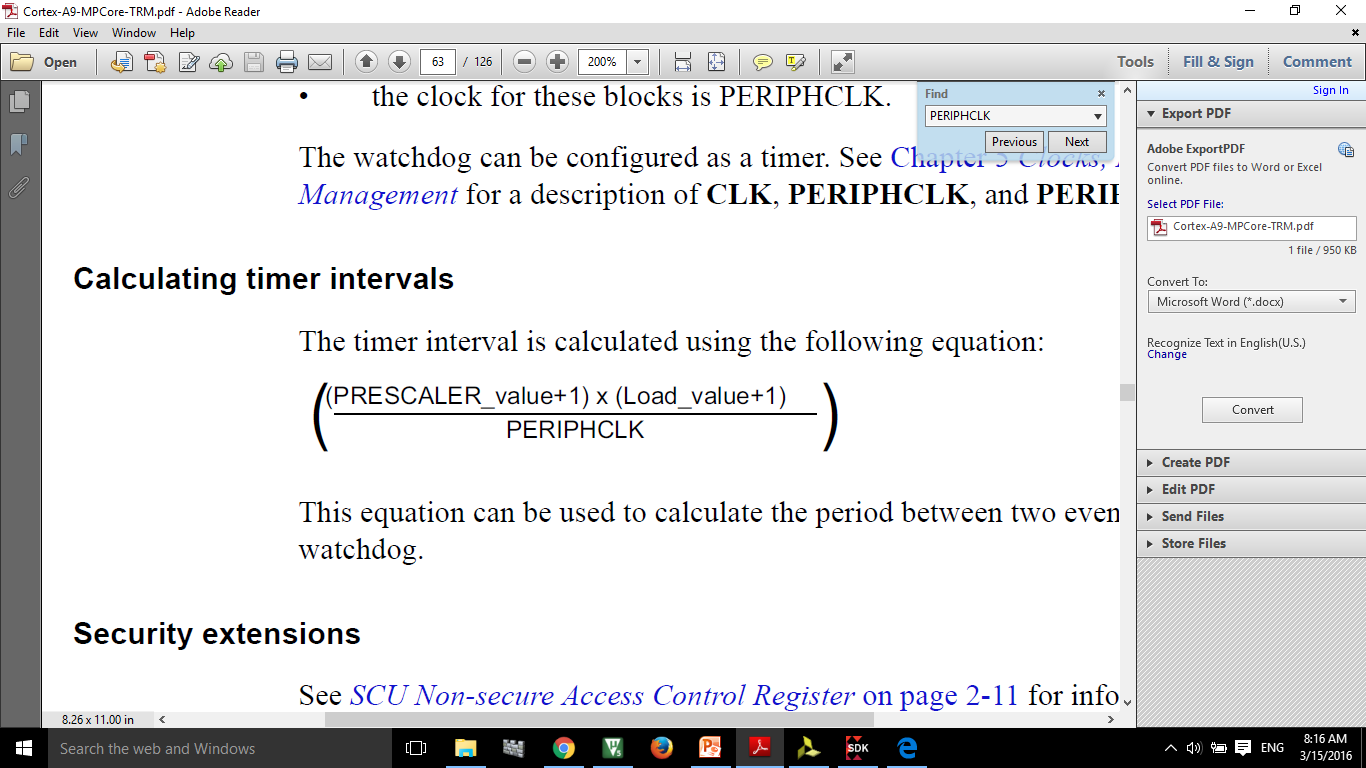 Cortex-A9-MPCore-TRM.pdf - Adobe Reader
File Edit View Window Help
Open 63 / 126 200% Tools Fill & Sign Comment
Sign In
Find
PERIPHCLK
Previous Next
• the clock for these blocks is PERIPHCLK.
The watchdog can be configured as a timer. See Chapter 5 Clocks,
Management for a description of CLK, PERIPHCLK, and PERIP
Calculating timer intervals
The timer interval is calculated using the following equation:
((PRESCALER_value+1) x (Load_value+1)
PERIPHCLK)
This equation can be used to calculate the period between two even
watchdog.
Security extensions
See SCU Non-secure Access Control Register on page 2-11 for info
8.26 x 11.00 in
Export PDF
Adobe ExportPDF
Convert PDF files to Word or Excel
online.
Select PDF File:
Cortex-A9-MPCore-TRM.pdf
1 file / 950 KB
Convert To:
Microsoft Word (*.docx)
Recognize Text in English(U.S.)
Change
Convert
Create PDF
Edit PDF
Send Files
Store Files
Search the web and Windows
SDK
ENG
8:16 AM
3/15/2016